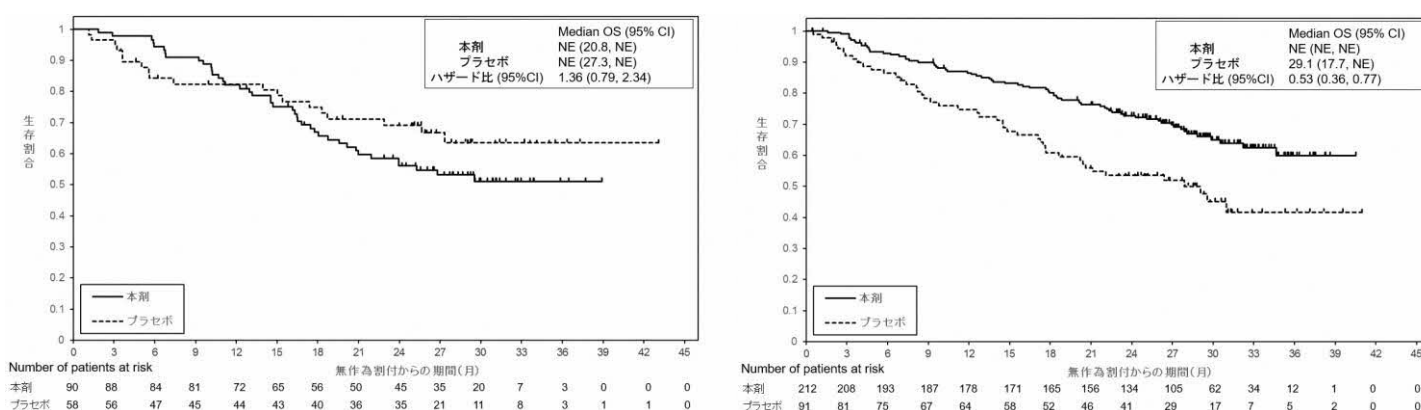 Median OS (95% CI)
本剤 NE (20.8, NE)
プラセボ NE (27.3, NE)
ハザード比 (95%CI) 1.36 (0.79, 2.34)
1
0.9
0.8
0.7
0.6
0.5
0.4
0.3
0.2
0.1
0
生存割合
本剤
プラセボ
0 3 6 9 12 15 18 21 24 27 30 33 36 39 42 45
無作為割付からの期間(月)
Number of patients at risk
本剤 90 88 84 81 72 65 56 50 45 35 20 7 3 0 0 0
プラセボ 58 56 47 45 44 43 40 36 35 21 11 8 3 1 1 0
Median OS (95% CI)
本剤 NE (NE, NE)
プラセボ 29.1 (17.7, NE)
ハザード比 (95%CI) 0.53 (0.36, 0.77)
1
0.9
0.8
0.7
0.6
0.5
0.4
0.3
0.2
0.1
0
生存割合
本剤
プラセボ
0 3 6 9 12 15 18 21 24 27 30 33 36 39 42 45
無作為割付からの期間(月)
Number of patients at risk
本剤 212 208 193 187 178 171 165 156 134 105 62 34 12 1 0 0
プラセボ 91 81 75 67 64 58 52 46 41 29 17 7 5 2 0 0